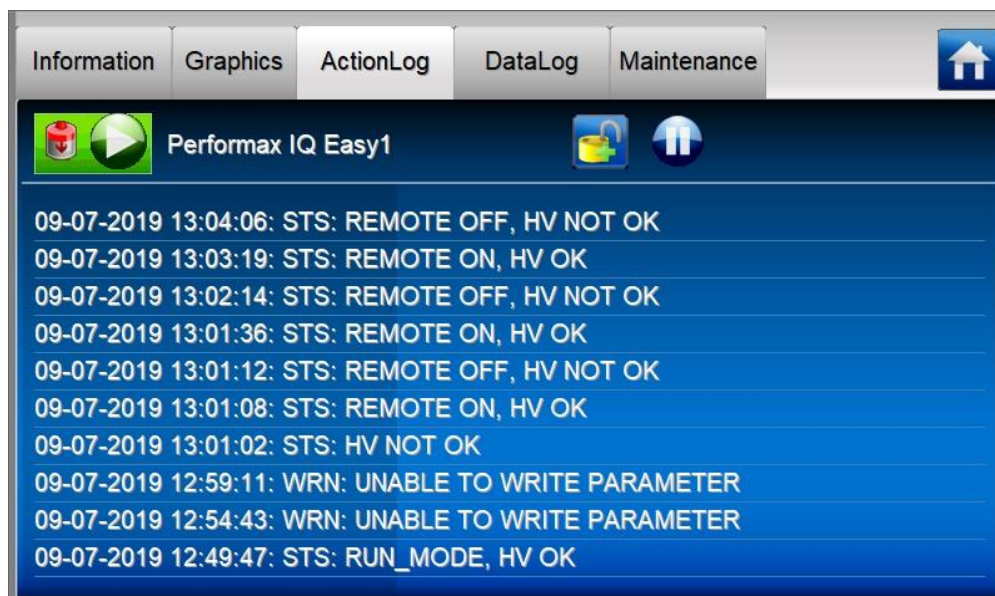 Information Graphics ActionLog DataLog Maintenance
Performax IQ Easy1
09-07-2019 13:04:06: STS: REMOTE OFF, HV NOT OK
09-07-2019 13:03:19: STS: REMOTE ON, HV OK
09-07-2019 13:02:14: STS: REMOTE OFF, HV NOT OK
09-07-2019 13:01:36: STS: REMOTE ON, HV OK
09-07-2019 13:01:12: STS: REMOTE OFF, HV NOT OK
09-07-2019 13:01:08: STS: REMOTE ON, HV OK
09-07-2019 13:01:02: STS: HV NOT OK
09-07-2019 12:59:11: WRN: UNABLE TO WRITE PARAMETER
09-07-2019 12:54:43: WRN: UNABLE TO WRITE PARAMETER
09-07-2019 12:49:47: STS: RUN_MODE, HV OK